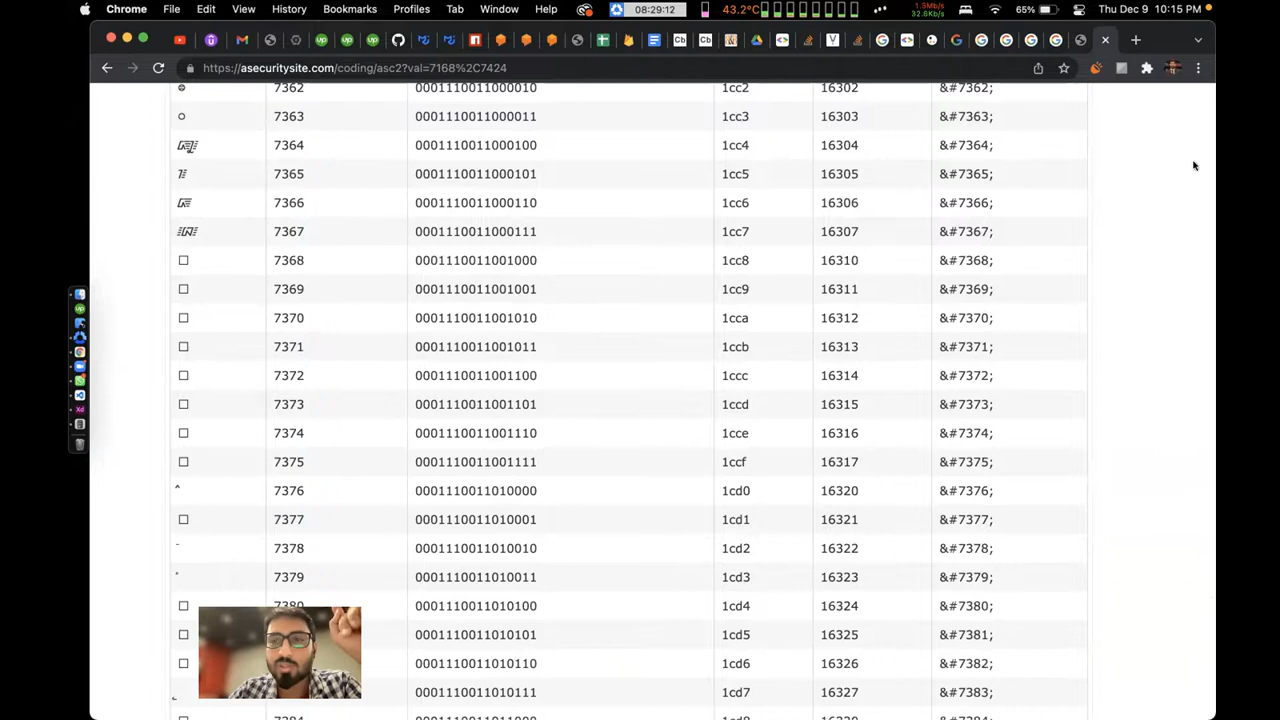 Chrome File Edit View History Bookmarks Profiles Tab Window Help 08:29:12 43.2°C 1.5Mb/s 32.8Kb/s 65% Thu Dec 9 10:15 PM
https://asecuritysite.com/coding/asc2?val=7168%2C7424
7362 0001110011000010 1cc2 16302 &#7362;
7363 0001110011000011 1cc3 16303 &#7363;
7364 0001110011000100 1cc4 16304 &#7364;
7365 0001110011000101 1cc5 16305 &#7365;
7366 0001110011000110 1cc6 16306 &#7366;
7367 0001110011000111 1cc7 16307 &#7367;
7368 0001110011001000 1cc8 16310 &#7368;
7369 0001110011001001 1cc9 16311 &#7369;
7370 0001110011001010 1cca 16312 &#7370;
7371 0001110011001011 1ccb 16313 &#7371;
7372 0001110011001100 1ccc 16314 &#7372;
7373 0001110011001101 1ccd 16315 &#7373;
7374 0001110011001110 1cce 16316 &#7374;
7375 0001110011001111 1ccf 16317 &#7375;
7376 0001110011010000 1cd0 16320 &#7376;
7377 0001110011010001 1cd1 16321 &#7377;
7378 0001110011010010 1cd2 16322 &#7378;
7379 0001110011010011 1cd3 16323 &#7379;
7380 0001110011010100 1cd4 16324 &#7380;
0001110011010101 1cd5 16325 &#7381;
0001110011010110 1cd6 16326 &#7382;
0001110011010111 1cd7 16327 &#7383;